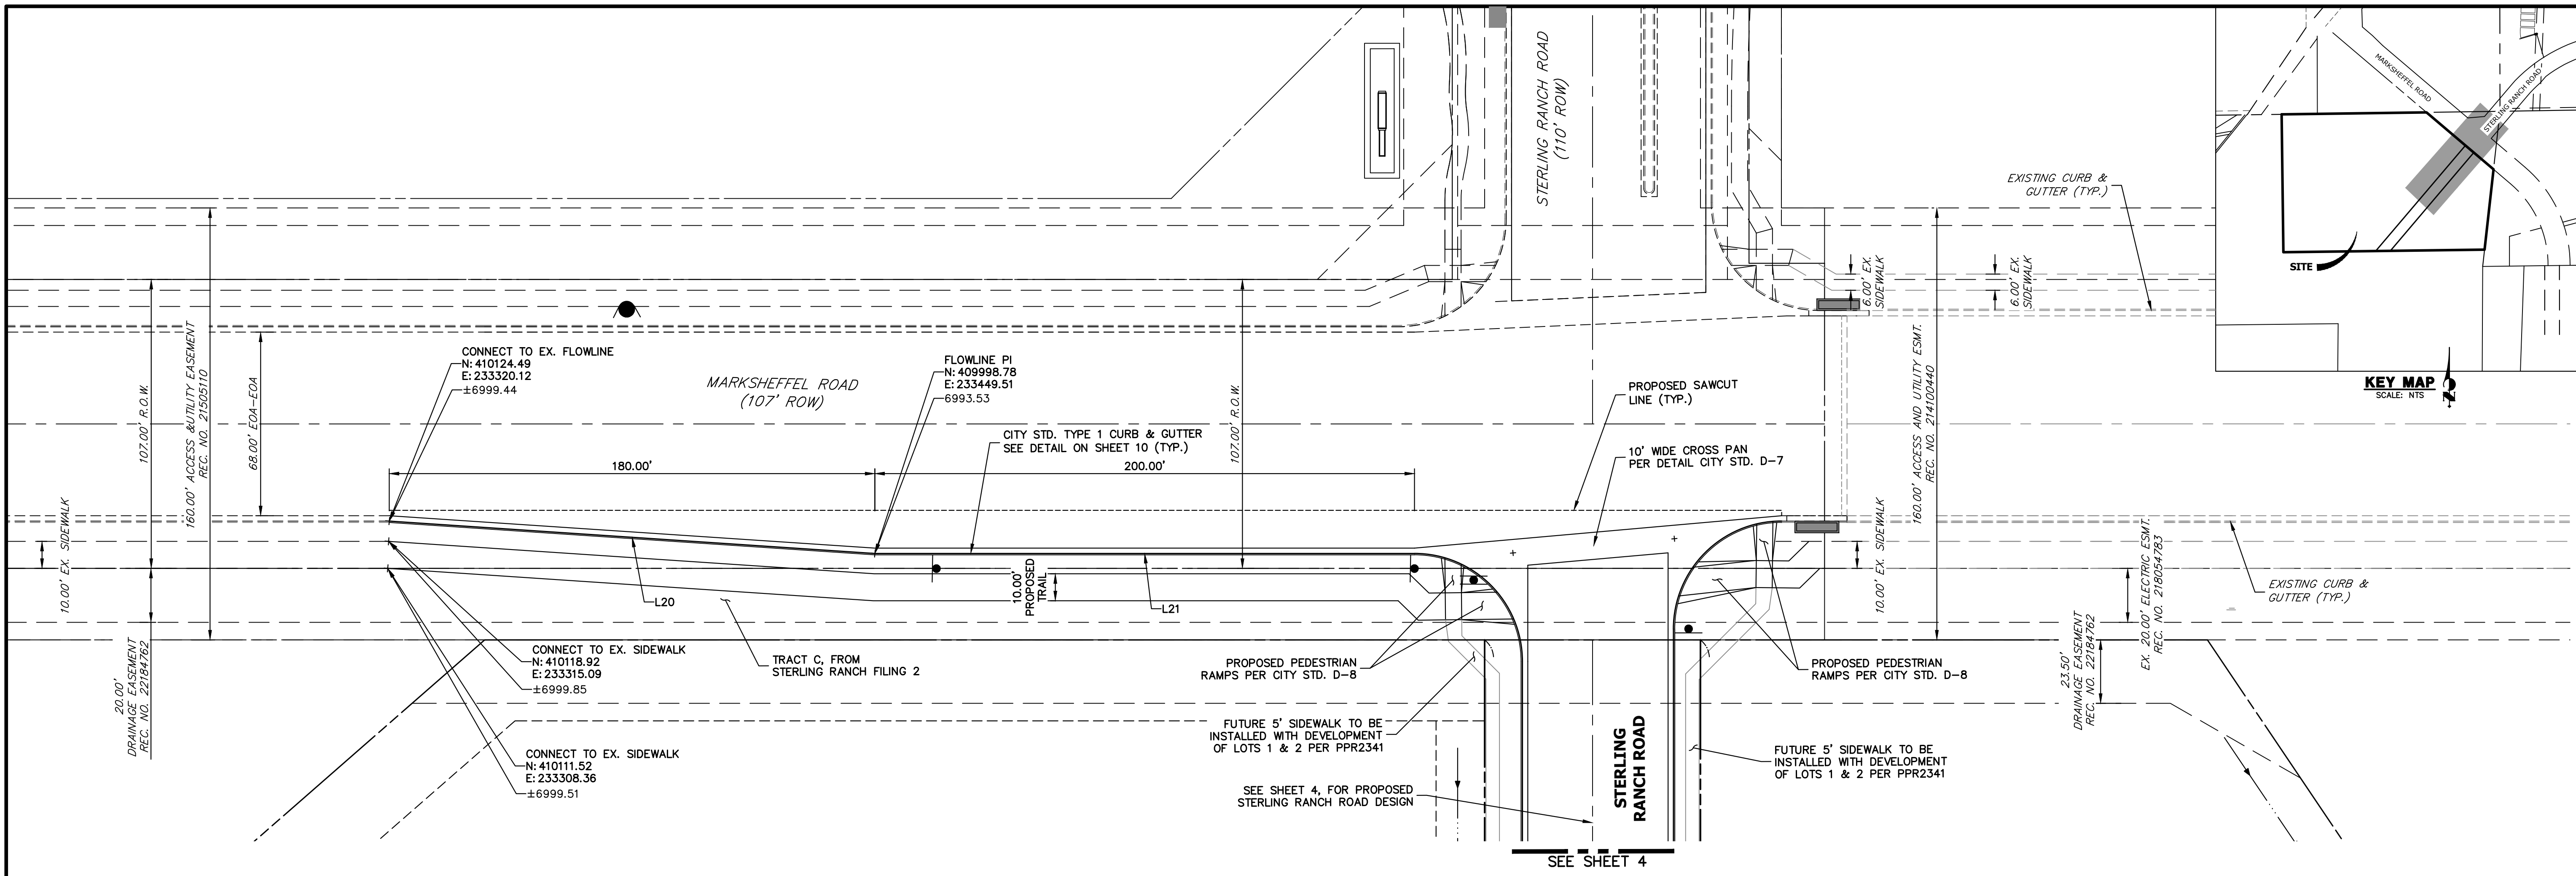 STERLING RANCH ROAD
(110' ROW)
MARKSHEFFEL ROAD
STERLING RANCH ROAD
SITE
KEY MAP
SCALE: NTS
N
EXISTING CURB &
GUTTER (TYP.)
6.00' EX.
SIDEWALK
6.00' EX.
SIDEWALK
107.00' R.O.W.
160.00' ACCESS &UTILITY EASEMENT
REC. NO. 21505110
68.00' EOA-EOA
CONNECT TO EX. FLOWLINE
N: 410124.49
E: 233320.12
±6999.44
MARKSHEFFEL ROAD
(107' ROW)
FLOWLINE PI
N: 409998.78
E: 233449.51
6993.53
CITY STD. TYPE 1 CURB & GUTTER
SEE DETAIL ON SHEET 10 (TYP.)
107.00' R.O.W.
PROPOSED SAWCUT
LINE (TYP.)
10' WIDE CROSS PAN
PER DETAIL CITY STD. D-7
160.00' ACCESS AND UTILITY ESMT.
REC. NO. 214100440
180.00'
200.00'
10.00' EX. SIDEWALK
10.00'
PROPOSED
TRAIL
L20
L21
10.00' EX. SIDEWALK
EX. 20.00' ELECTRIC ESMT.
REC. NO. 218054783
EXISTING CURB &
GUTTER (TYP.)
20.00'
DRAINAGE EASEMENT
REC. NO. 22184762
CONNECT TO EX. SIDEWALK
N: 410118.92
E: 233315.09
±6999.85
TRACT C, FROM
STERLING RANCH FILING 2
PROPOSED PEDESTRIAN
RAMPS PER CITY STD. D-8
PROPOSED PEDESTRIAN
RAMPS PER CITY STD. D-8
23.50'
DRAINAGE EASEMENT
REC. NO. 22184762
CONNECT TO EX. SIDEWALK
N: 410111.52
E: 233308.36
±6999.51
FUTURE 5' SIDEWALK TO BE
INSTALLED WITH DEVELOPMENT
OF LOTS 1 & 2 PER PPR2341
STERLING
RANCH ROAD
FUTURE 5' SIDEWALK TO BE
INSTALLED WITH DEVELOPMENT
OF LOTS 1 & 2 PER PPR2341
SEE SHEET 4, FOR PROPOSED
STERLING RANCH ROAD DESIGN
SEE SHEET 4